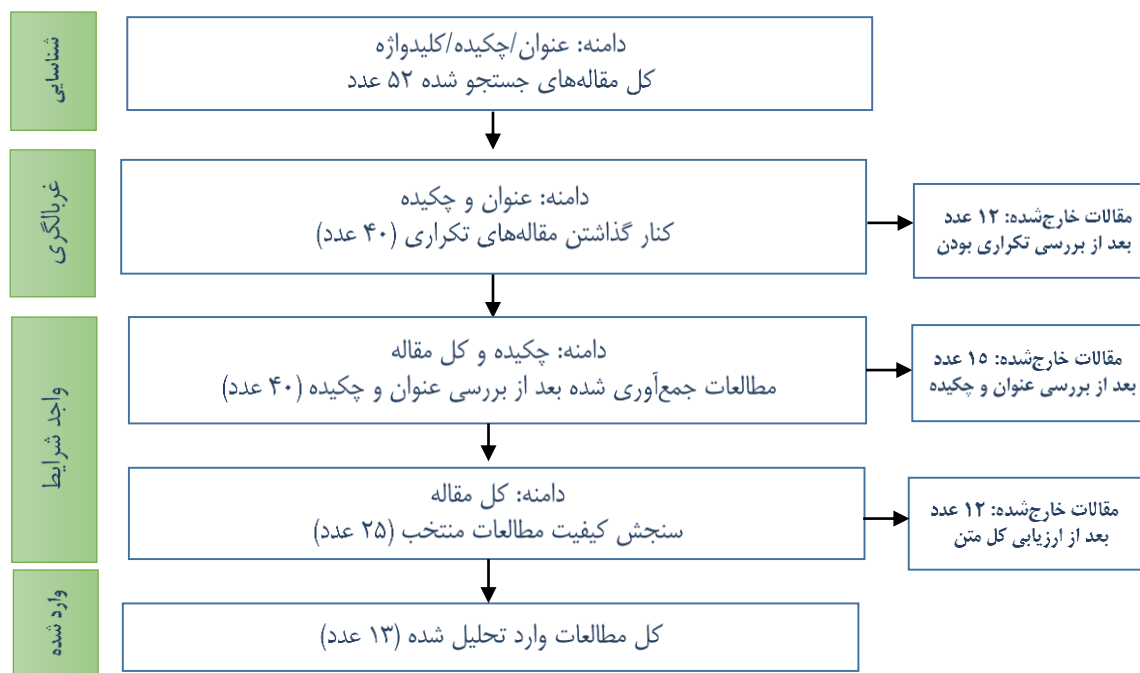 شناسایی
دامنه: عنوان/چکیده/کلیدواژه
کل مقاله‌های جستجو شده ۵۲ عدد
غربالگری
دامنه: عنوان و چکیده
کنار گذاشتن مقاله‌های تکراری (۴۰ عدد)
مقالات خارج‌شده: ۱۲ عدد
بعد از بررسی تکراری بودن
واجد شرایط
دامنه: چکیده و کل مقاله
مطالعات جمع‌آوری شده بعد از بررسی عنوان و چکیده (۴۰ عدد)
مقالات خارج‌شده: ۱۵ عدد
بعد از بررسی عنوان و چکیده
دامنه: کل مقاله
سنجش کیفیت مطالعات منتخب (۲۵ عدد)
مقالات خارج‌شده: ۱۲ عدد
بعد از ارزیابی کل متن
وارد شده
کل مطالعات وارد تحلیل شده (۱۳ عدد)